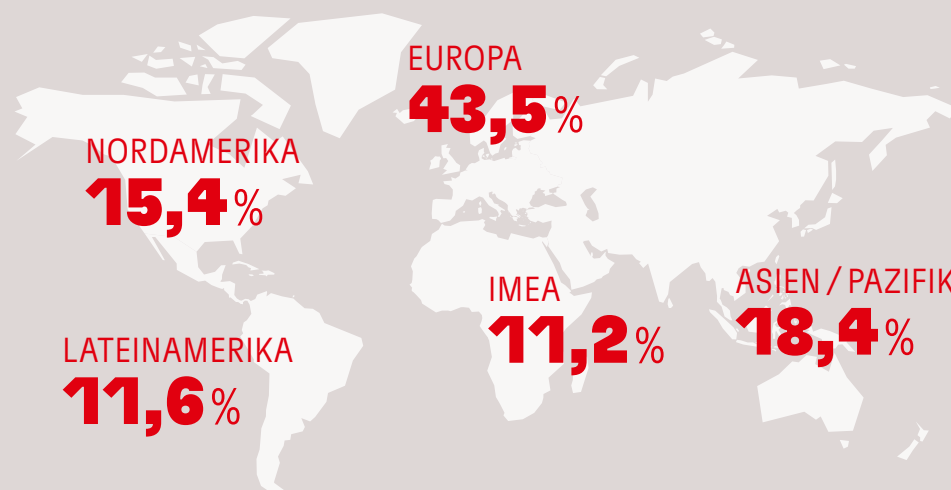 EUROPA
43,5 %
NORDAMERIKA
15,4 %
IMEA
11,2 %
ASIEN / PAZIFIK
18,4 %
LATEINAMERIKA
11,6 %